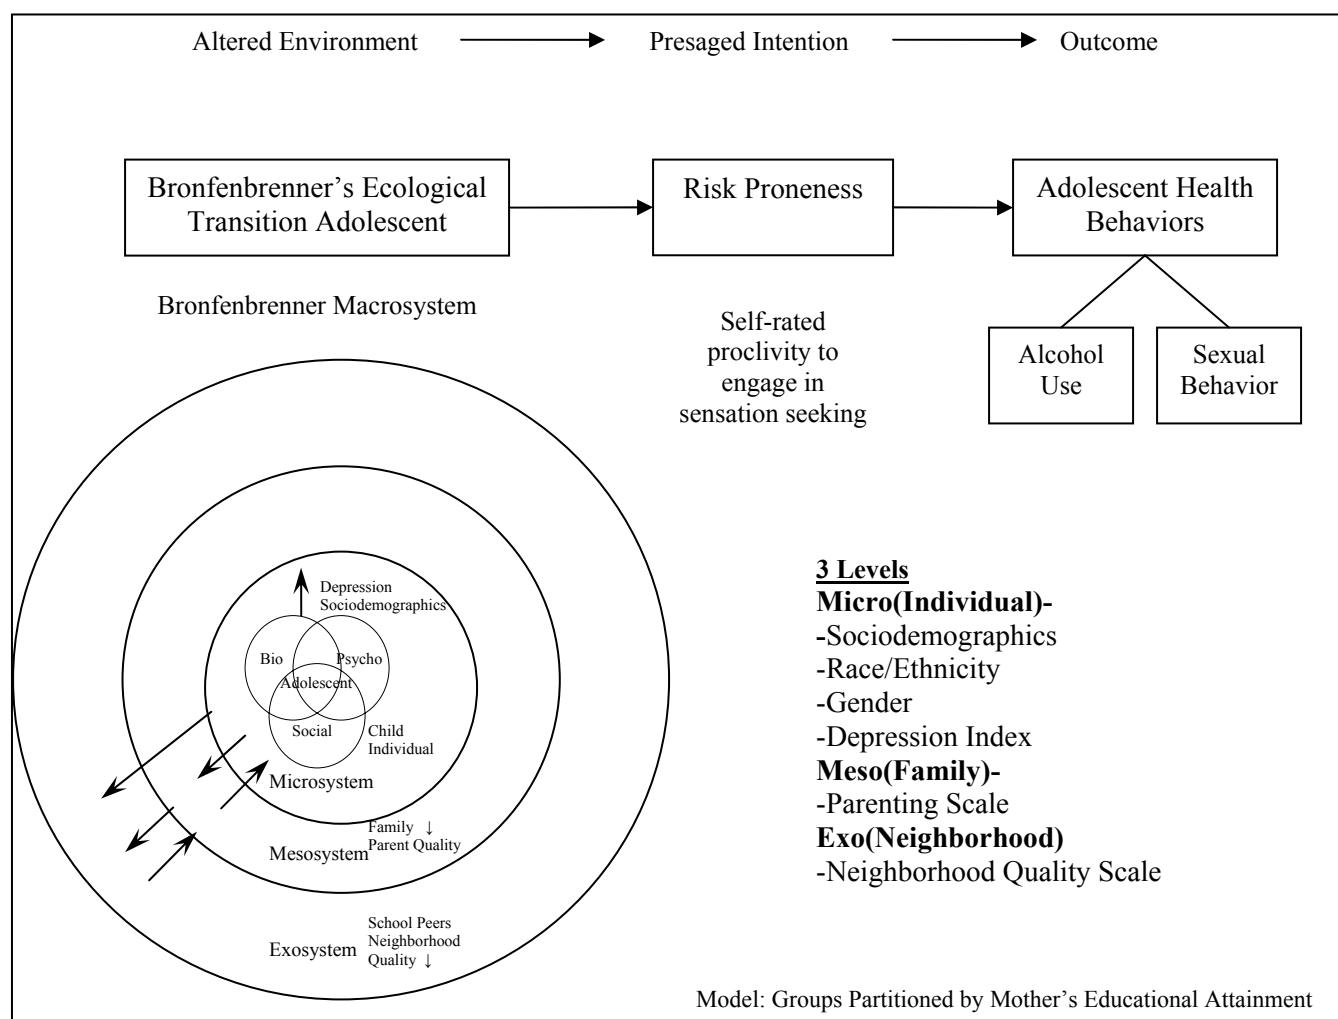 Altered Environment Presaged Intention Outcome
Bronfenbrenner’s Ecological
Transition Adolescent
Risk Proneness
Adolescent Health
Behaviors
Bronfenbrenner Macrosystem
Self-rated
proclivity to
engage in
sensation seeking
Alcohol
Use
Sexual
Behavior
Depression
Sociodemographics
Bio
Psycho
Adolescent
Social
Child
Individual
Microsystem
Family ↓
Parent Quality
Mesosystem
School Peers
Neighborhood
Quality ↓
Exosystem
3 Levels
Micro(Individual)-
-Sociodemographics
-Race/Ethnicity
-Gender
-Depression Index
Meso(Family)-
-Parenting Scale
Exo(Neighborhood)
-Neighborhood Quality Scale
Model: Groups Partitioned by Mother’s Educational Attainment